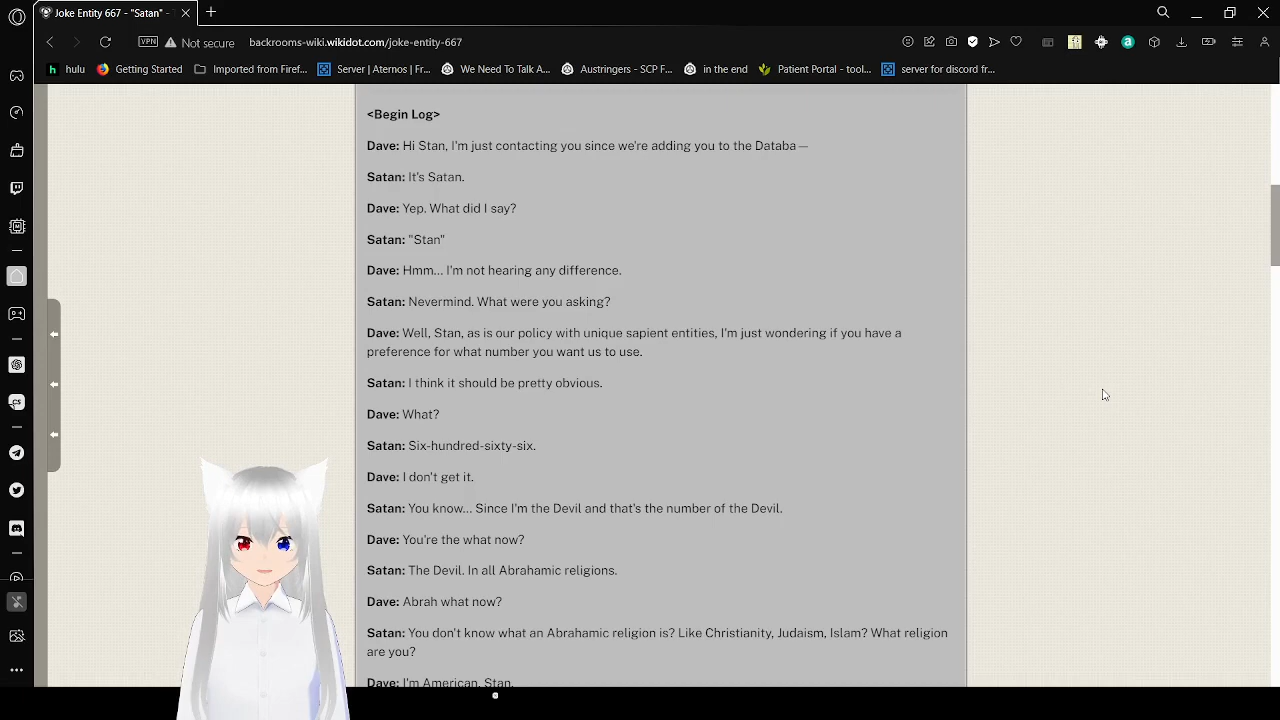 Joke Entity 667 - "Satan" -
VPN
Not secure
backrooms-wiki.wikidot.com/joke-entity-667
hulu
Getting Started
Imported from Firef...
Server | Aternos | Fr...
We Need To Talk A...
Austringers - SCP F...
in the end
Patient Portal - tool...
server for discord fr...
<Begin Log>
Dave: Hi Stan, I'm just contacting you since we're adding you to the Databa—
Satan: It's Satan.
Dave: Yep. What did I say?
Satan: "Stan"
Dave: Hmm... I'm not hearing any difference.
Satan: Nevermind. What were you asking?
Dave: Well, Stan, as is our policy with unique sapient entities, I'm just wondering if you have a
preference for what number you want us to use.
Satan: I think it should be pretty obvious.
Dave: What?
Satan: Six-hundred-sixty-six.
Dave: I don't get it.
Satan: You know... Since I'm the Devil and that's the number of the Devil.
Dave: You're the what now?
Satan: The Devil. In all Abrahamic religions.
Dave: Abrah what now?
Satan: You don't know what an Abrahamic religion is? Like Christianity, Judaism, Islam? What religion
are you?
Dave: I'm American, Stan.